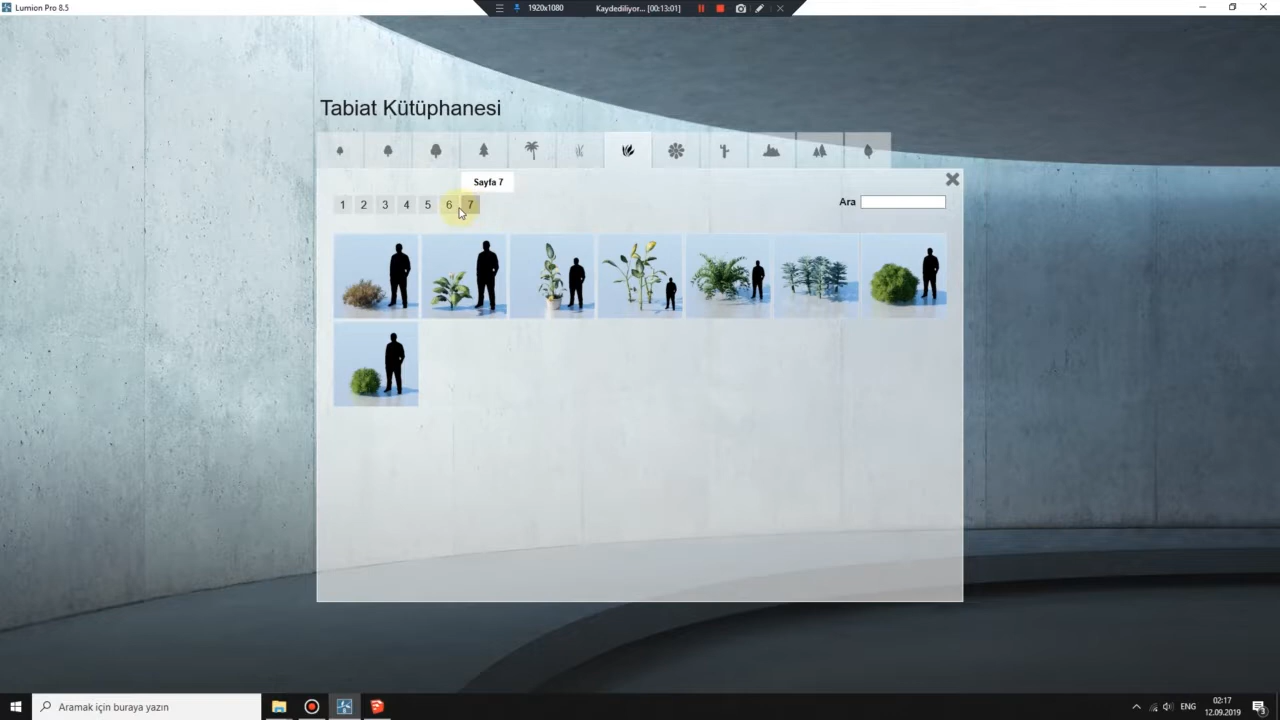 Lumion Pro 8.5
1920x1080
Kaydediliyor... [00:13:01]
Tabiat Kütüphanesi
Sayfa 7
1 2 3 4 5 6 7
Ara
Aramak için buraya yazın
ENG
02:17
12.09.2019
3